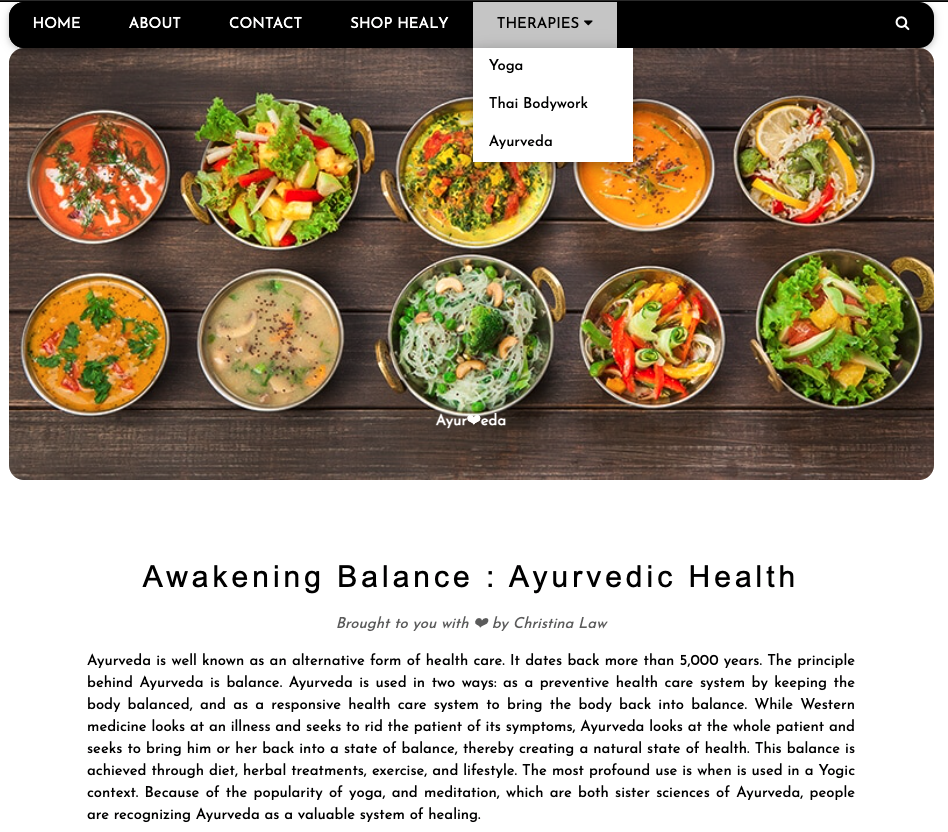 HOME ABOUT CONTACT SHOP HEALY THERAPIES
Yoga
Thai Bodywork
Ayurveda
Ayur❤eda
Awakening Balance : Ayurvedic Health
Brought to you with ❤ by Christina Law
Ayurveda is well known as an alternative form of health care. It dates back more than 5,000 years. The principle
behind Ayurveda is balance. Ayurveda is used in two ways: as a preventive health care system by keeping the
body balanced, and as a responsive health care system to bring the body back into balance. While Western
medicine looks at an illness and seeks to rid the patient of its symptoms, Ayurveda looks at the whole patient and
seeks to bring him or her back into a state of balance, thereby creating a natural state of health. This balance is
achieved through diet, herbal treatments, exercise, and lifestyle. The most profound use is when is used in a Yogic
context. Because of the popularity of yoga, and meditation, which are both sister sciences of Ayurveda, people
are recognizing Ayurveda as a valuable system of healing.